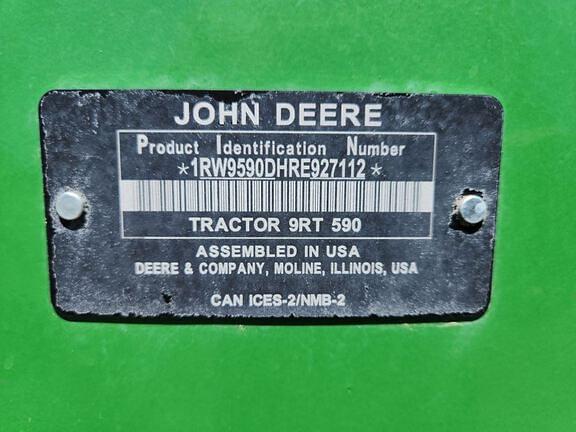 JOHN DEERE
Product Identification Number
*1RW9590DHRE927112*
TRACTOR 9RT 590
ASSEMBLED IN USA
DEERE & COMPANY, MOLINE, ILLINOIS, USA
CAN ICES-2/NMB-2